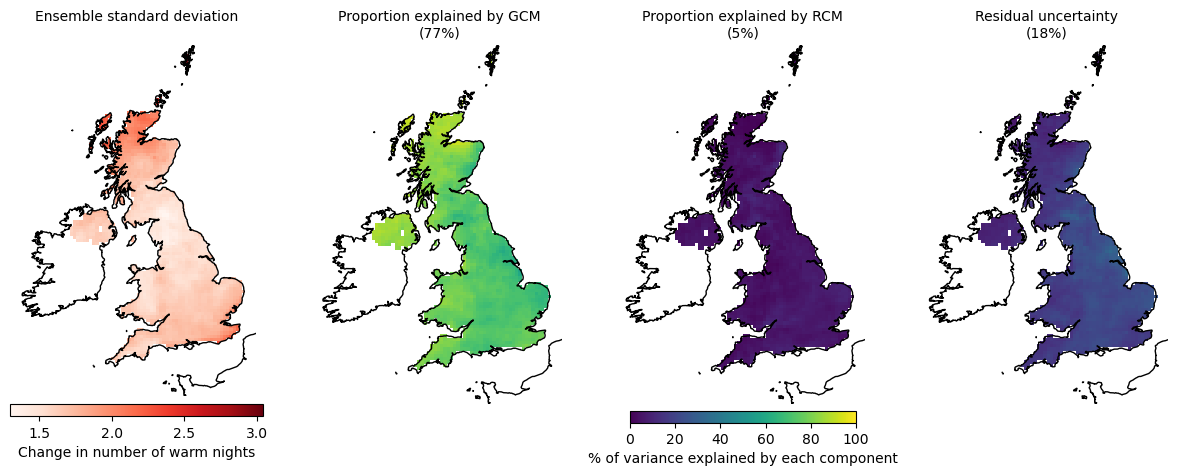 Ensemble standard deviation
Proportion explained by GCM
(77%)
Proportion explained by RCM
(5%)
Residual uncertainty
(18%)
1.5 2.0 2.5 3.0
Change in number of warm nights
0 20 40 60 80 100
% of variance explained by each component